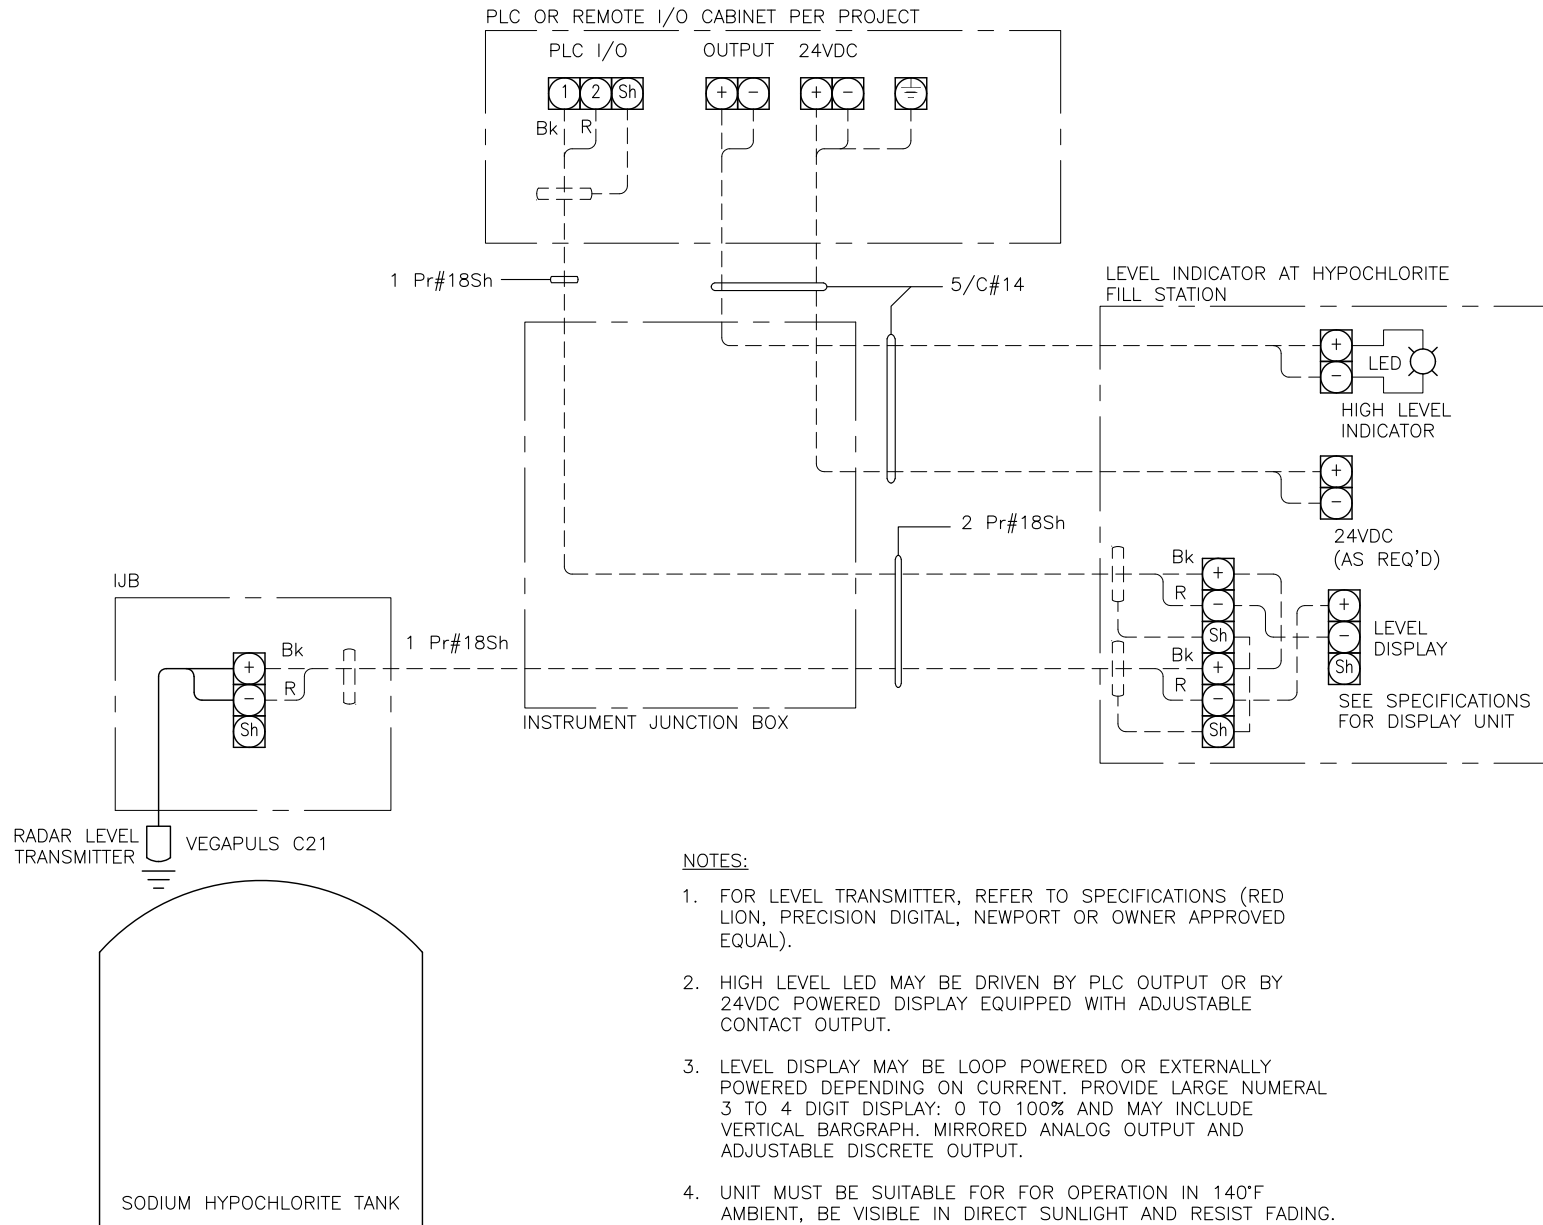 PLC OR REMOTE I/O CABINET PER PROJECT
PLC I/O
OUTPUT
24VDC
1
2
Sh
+
-
+
-
Bk
R
1 Pr#18Sh
5/C#14
LEVEL INDICATOR AT HYPOCHLORITE
FILL STATION
+
-
LED
HIGH LEVEL
INDICATOR
+
-
24VDC
(AS REQ'D)
2 Pr#18Sh
Bk
R
+
-
Sh
Bk
R
+
-
Sh
+
-
Sh
LEVEL
DISPLAY
SEE SPECIFICATIONS
FOR DISPLAY UNIT
IJB
Bk
R
+
-
Sh
1 Pr#18Sh
INSTRUMENT JUNCTION BOX
RADAR LEVEL
TRANSMITTER
VEGAPULS C21
SODIUM HYPOCHLORITE TANK
NOTES:
1. FOR LEVEL TRANSMITTER, REFER TO SPECIFICATIONS (RED
LION, PRECISION DIGITAL, NEWPORT OR OWNER APPROVED
EQUAL).
2. HIGH LEVEL LED MAY BE DRIVEN BY PLC OUTPUT OR BY
24VDC POWERED DISPLAY EQUIPPED WITH ADJUSTABLE
CONTACT OUTPUT.
3. LEVEL DISPLAY MAY BE LOOP POWERED OR EXTERNALLY
POWERED DEPENDING ON CURRENT. PROVIDE LARGE NUMERAL
3 TO 4 DIGIT DISPLAY: 0 TO 100% AND MAY INCLUDE
VERTICAL BARGRAPH. MIRRORED ANALOG OUTPUT AND
ADJUSTABLE DISCRETE OUTPUT.
4. UNIT MUST BE SUITABLE FOR FOR OPERATION IN 140°F
AMBIENT, BE VISIBLE IN DIRECT SUNLIGHT AND RESIST FADING.